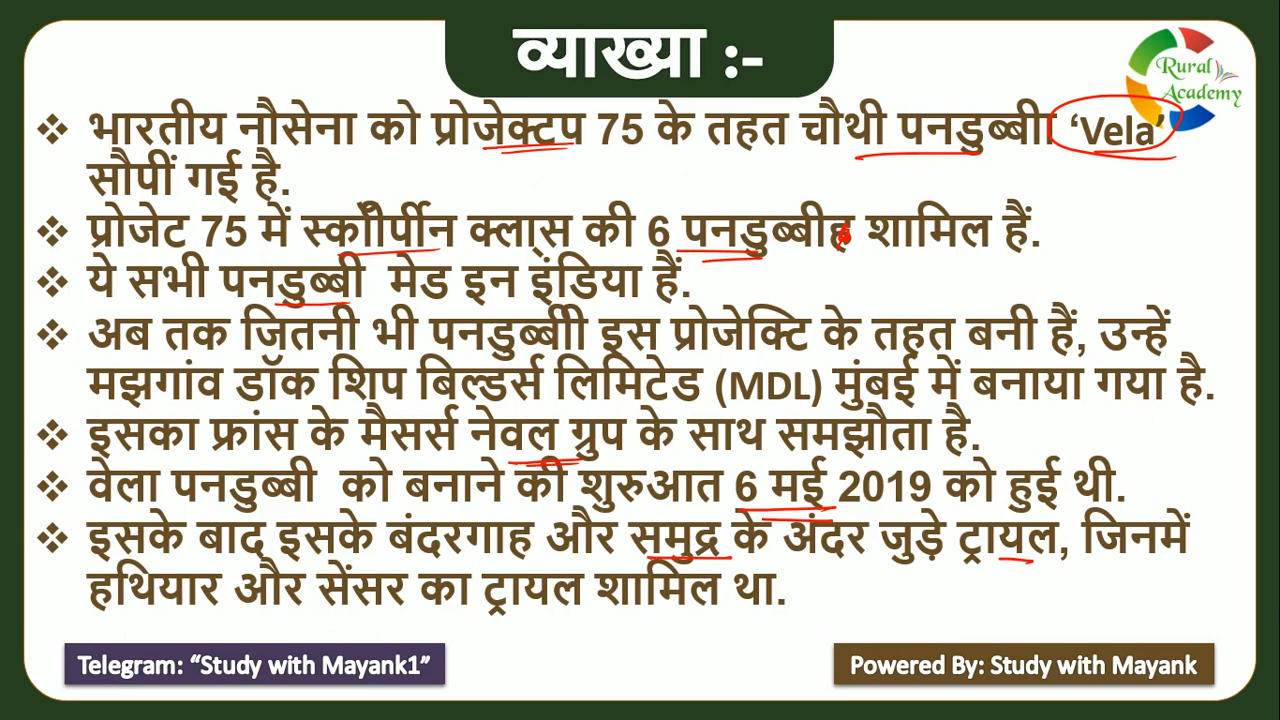 व्याख्या :-
Rural
Academy
❖ भारतीय नौसेना को प्रोजेक्टप 75 के तहत चौथी पनडुब्बी ‘Vela’
सौपीं गई है.
❖ प्रोजेट 75 में स्कॉर्पीन क्लास की 6 पनडुब्बी शामिल हैं.
❖ ये सभी पनडुब्बी मेड इन इंडिया हैं.
❖ अब तक जितनी भी पनडुब्बीी इस प्रोजेक्टि के तहत बनी हैं, उन्हें
मझगांव डॉक शिप बिल्डर्स लिमिटेड (MDL) मुंबई में बनाया गया है.
❖ इसका फ्रांस के मैसर्स नेवल ग्रुप के साथ समझौता है.
❖ वेला पनडुब्बी को बनाने की शुरुआत 6 मई 2019 को हुई थी.
❖ इसके बाद इसके बंदरगाह और समुद्र के अंदर जुड़े ट्रायल, जिनमें
हथियार और सेंसर का ट्रायल शामिल था.
Telegram: “Study with Mayank1”
Powered By: Study with Mayank